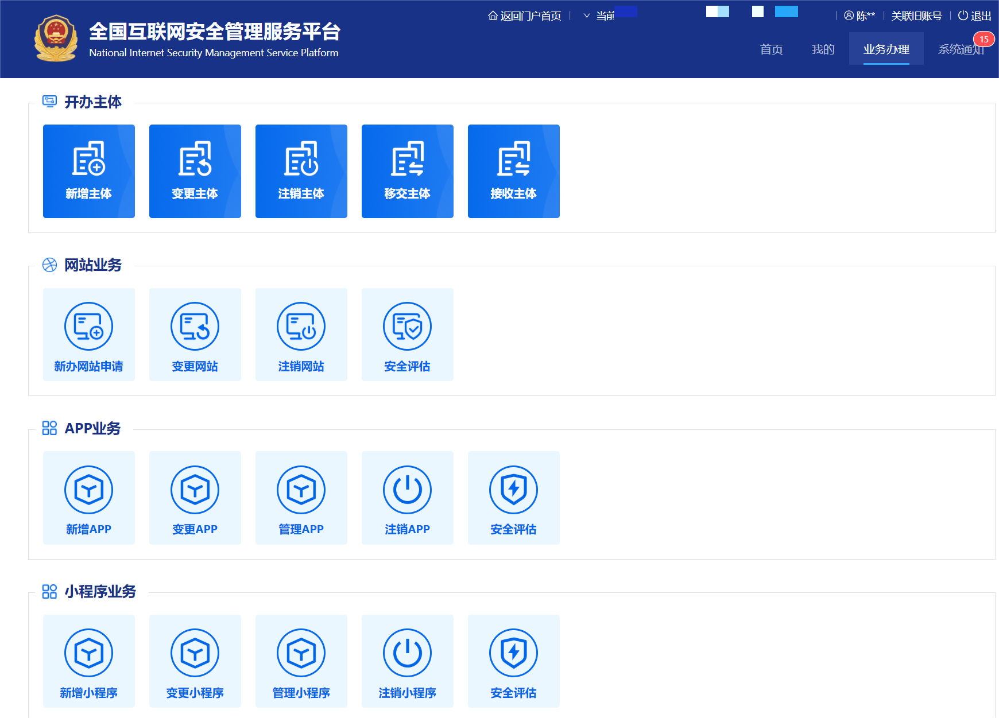 返回门户首页
当前
陈**
关联旧账号
退出
全国互联网安全管理服务平台
National Internet Security Management Service Platform
首页
我的
业务办理
系统通知
15
开办主体
新增主体
变更主体
注销主体
移交主体
接收主体
网站业务
新办网站申请
变更网站
注销网站
安全评估
APP业务
新增APP
变更APP
管理APP
注销APP
安全评估
小程序业务
新增小程序
变更小程序
管理小程序
注销小程序
安全评估